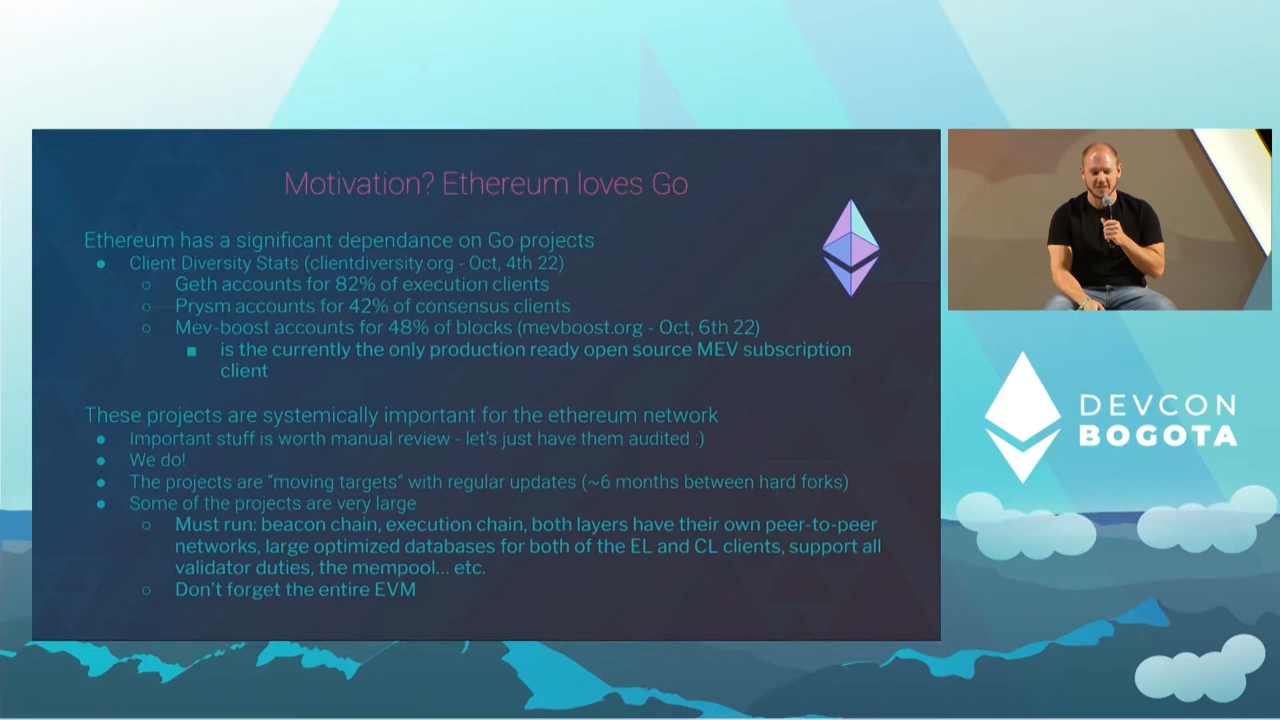 Motivation? Ethereum loves Go
Ethereum has a significant dependance on Go projects
● Client Diversity Stats (clientdiversity.org - Oct, 4th 22)
○ Geth accounts for 82% of execution clients
○ Prysm accounts for 42% of consensus clients
○ Mev-boost accounts for 48% of blocks (mevboost.org - Oct, 6th 22)
■ is the currently the only production ready open source MEV subscription
client
These projects are systemically important for the ethereum network
● Important stuff is worth manual review - let's just have them audited :)
● We do!
● The projects are “moving targets” with regular updates (~6 months between hard forks)
● Some of the projects are very large
○ Must run: beacon chain, execution chain, both layers have their own peer-to-peer
networks, large optimized databases for both of the EL and CL clients, support all
validator duties, the mempool... etc.
○ Don't forget the entire EVM
DEVCON
BOGOTA